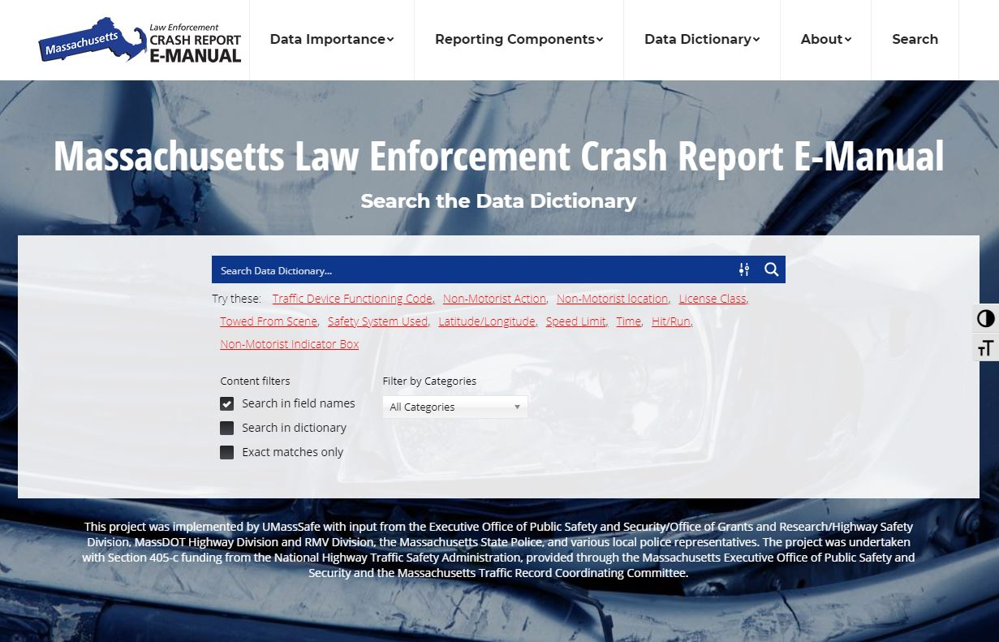 Massachusetts
Law Enforcement
CRASH REPORT
E-MANUAL
Data Importance
Reporting Components
Data Dictionary
About
Search
Massachusetts Law Enforcement Crash Report E-Manual
Search the Data Dictionary
Search Data Dictionary...
Try these: Traffic Device Functioning Code, Non-Motorist Action, Non-Motorist location, License Class,
Towed From Scene, Safety System Used, Latitude/Longitude, Speed Limit, Time, Hit/Run,
Non-Motorist Indicator Box
Content filters
Search in field names
Search in dictionary
Exact matches only
Filter by Categories
All Categories
This project was implemented by UMassSafe with input from the Executive Office of Public Safety and Security/Office of Grants and Research/Highway Safety
Division, MassDOT Highway Division and RMV Division, the Massachusetts State Police, and various local police representatives. The project was undertaken
with Section 405-c funding from the National Highway Traffic Safety Administration, provided through the Massachusetts Executive Office of Public Safety and
Security and the Massachusetts Traffic Record Coordinating Committee.